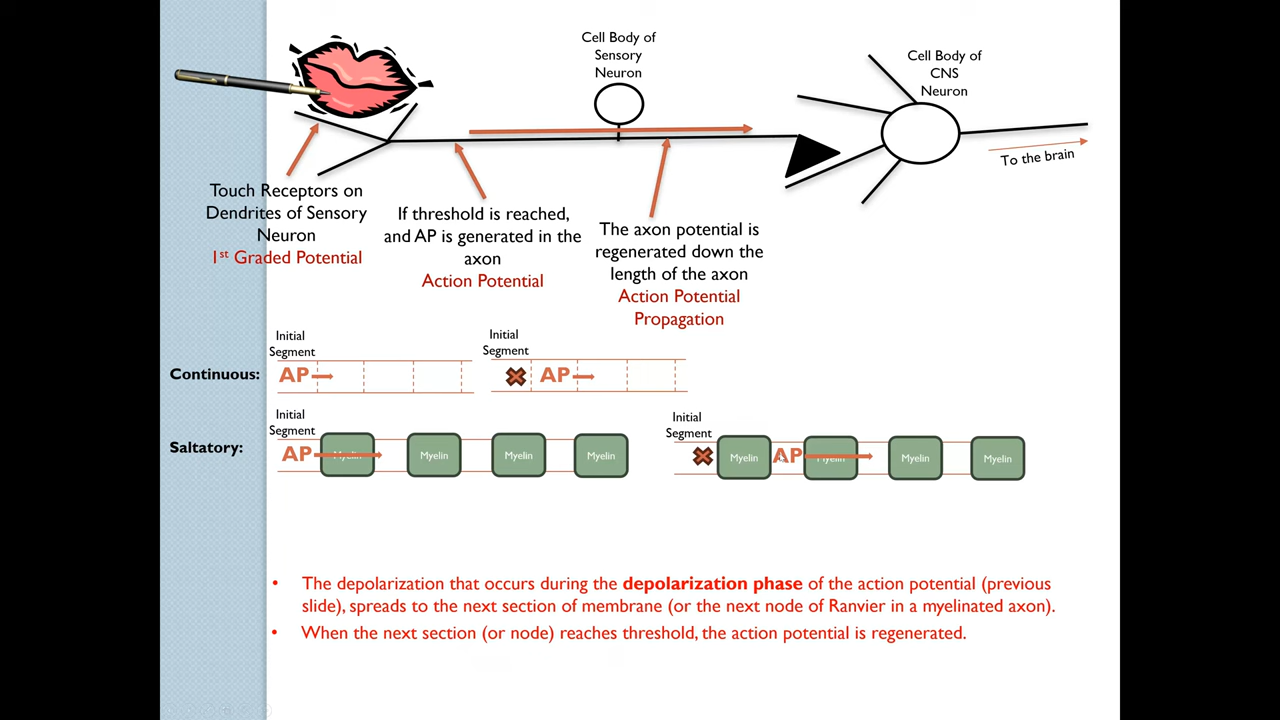 Cell Body of
Sensory
Neuron
Cell Body of
CNS
Neuron
To the brain
Touch Receptors on
Dendrites of Sensory
Neuron
1st Graded Potential
If threshold is reached,
and AP is generated in the
axon
Action Potential
The axon potential is
regenerated down the
length of the axon
Action Potential
Propagation
Initial
Segment
Initial
Segment
Continuous:
AP
AP
Initial
Segment
Initial
Segment
Saltatory:
AP
Myelin
Myelin
Myelin
Myelin
Myelin
AP
Myelin
Myelin
Myelin
• The depolarization that occurs during the depolarization phase of the action potential (previous
slide), spreads to the next section of membrane (or the next node of Ranvier in a myelinated axon).
• When the next section (or node) reaches threshold, the action potential is regenerated.